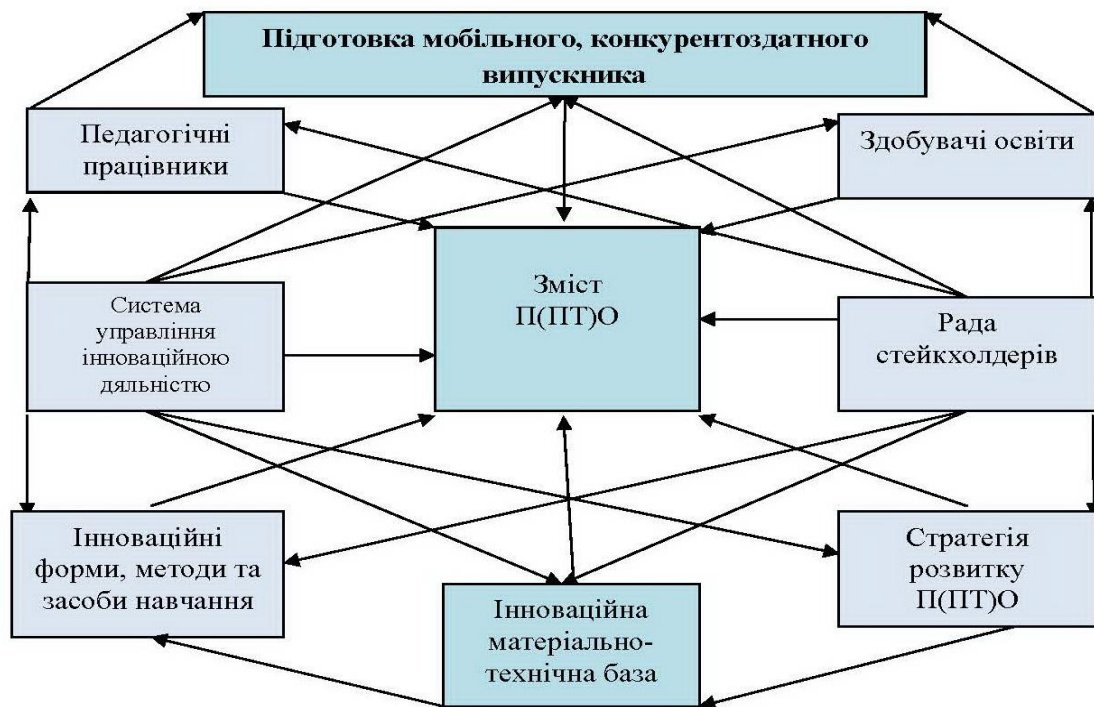 Підготовка мобільного, конкурентоздатного
випускника
Педагогічні
працівники
Здобувачі освіти
Зміст
П(ПТ)О
Система
управління
інноваційною
дяльністю
Рада
стейкхолдерів
Інноваційні
форми, методи та
засоби навчання
Інноваційна
матеріально-
технічна база
Стратегія
розвитку
П(ПТ)О